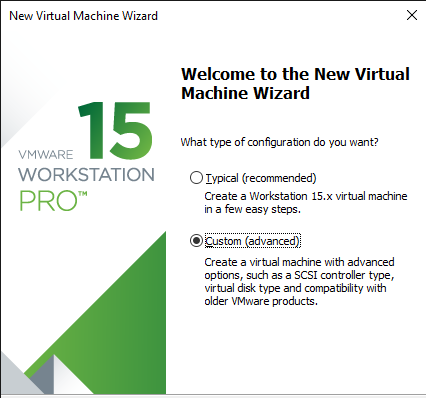 New Virtual Machine Wizard
15
VMWARE
WORKSTATION
PRO™
Welcome to the New Virtual
Machine Wizard
What type of configuration do you want?
Typical (recommended)
Create a Workstation 15.x virtual machine
in a few easy steps.
Custom (advanced)
Create a virtual machine with advanced
options, such as a SCSI controller type,
virtual disk type and compatibility with
older VMware products.